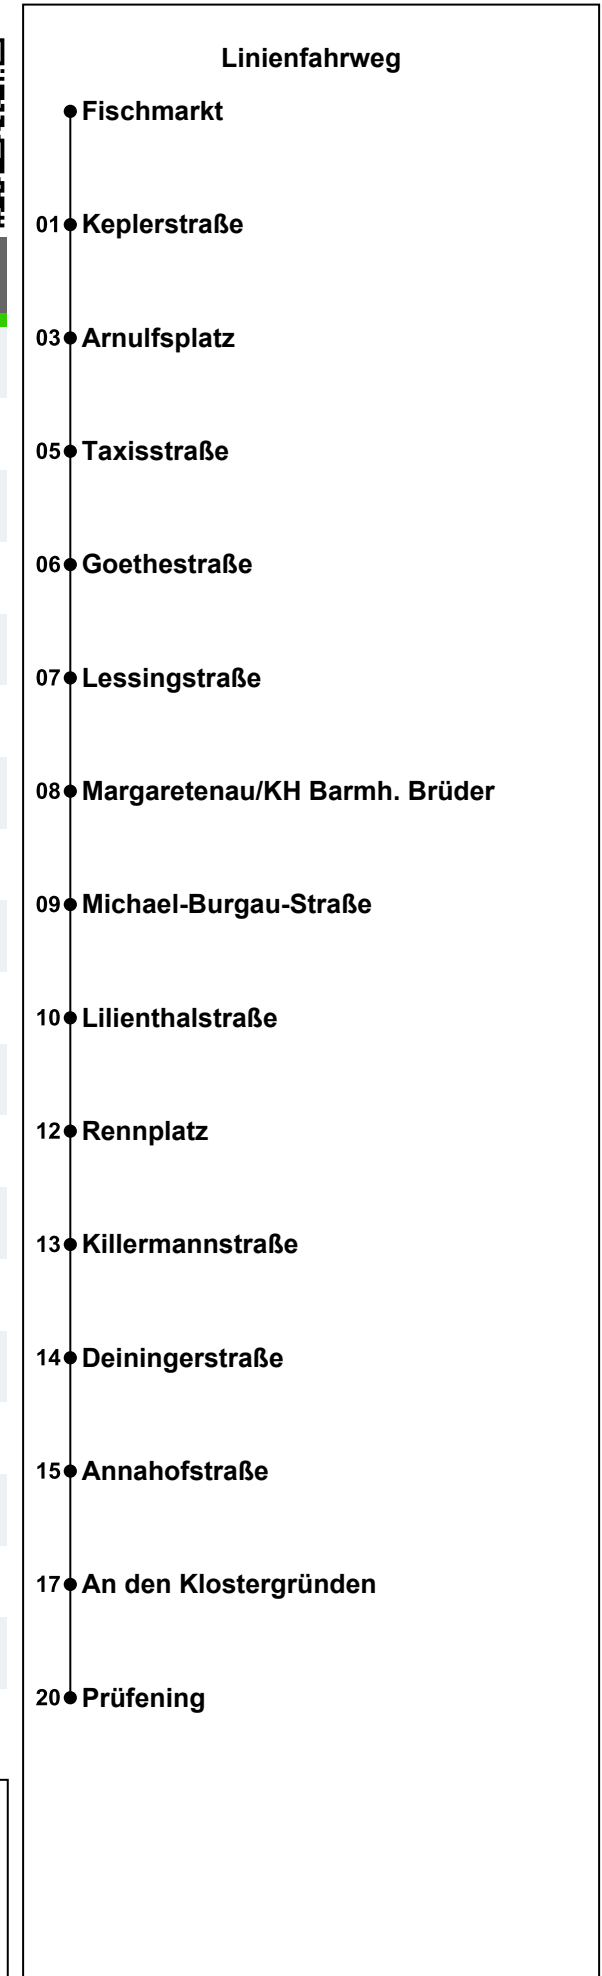 Linienfahrweg
Fischmarkt
01 Keplerstraße
03 Arnulfsplatz
05 Taxisstraße
06 Goethestraße
07 Lessingstraße
08 Margaretenau/KH Barmh. Brüder
09 Michael-Burgau-Straße
10 Lilienthalstraße
12 Rennplatz
13 Killermannstraße
14 Deiningerstraße
15 Annahofstraße
17 An den Klostergründen
20 Prüfening